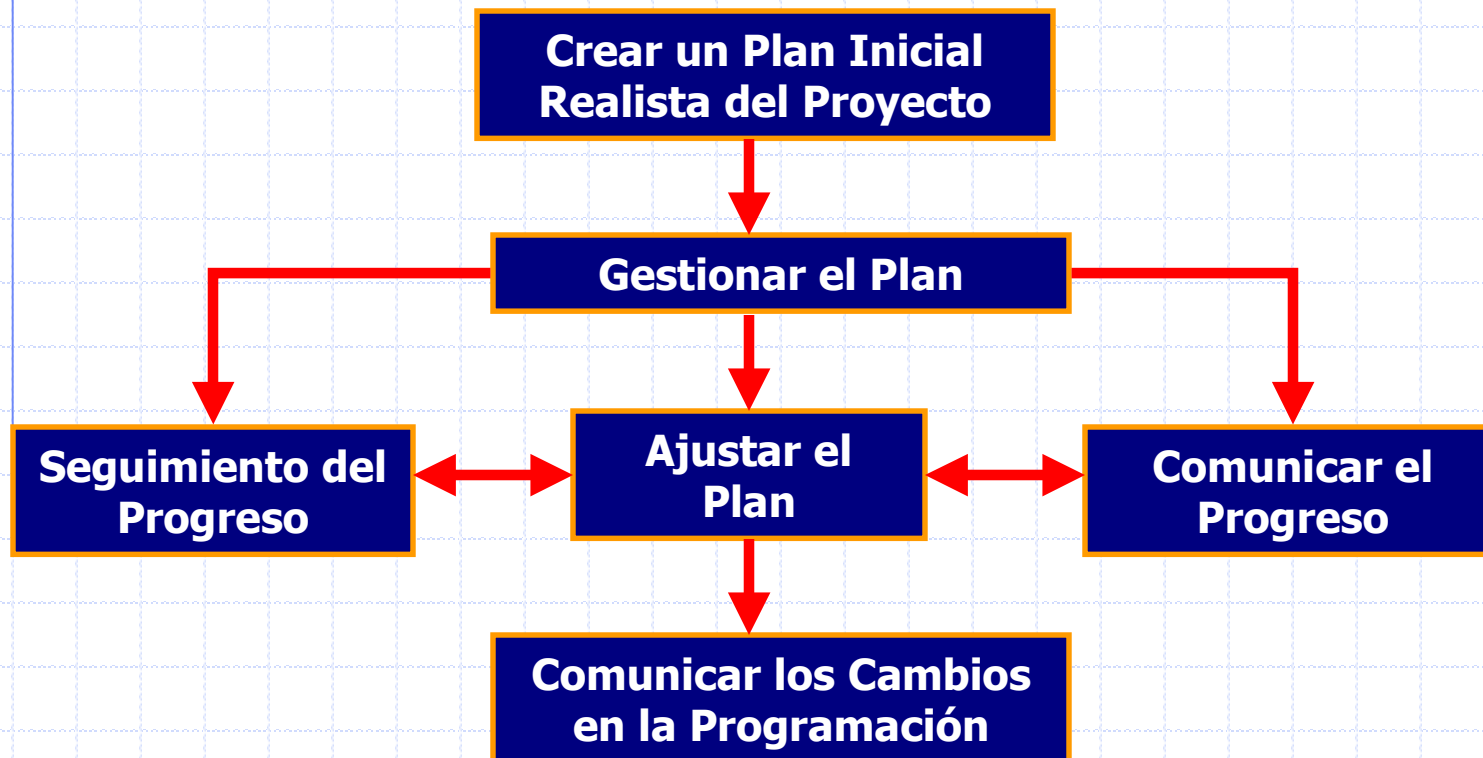 Crear un Plan Inicial
Realista del Proyecto
Gestionar el Plan
Seguimiento del
Progreso
Ajustar el
Plan
Comunicar el
Progreso
Comunicar los Cambios
en la Programación